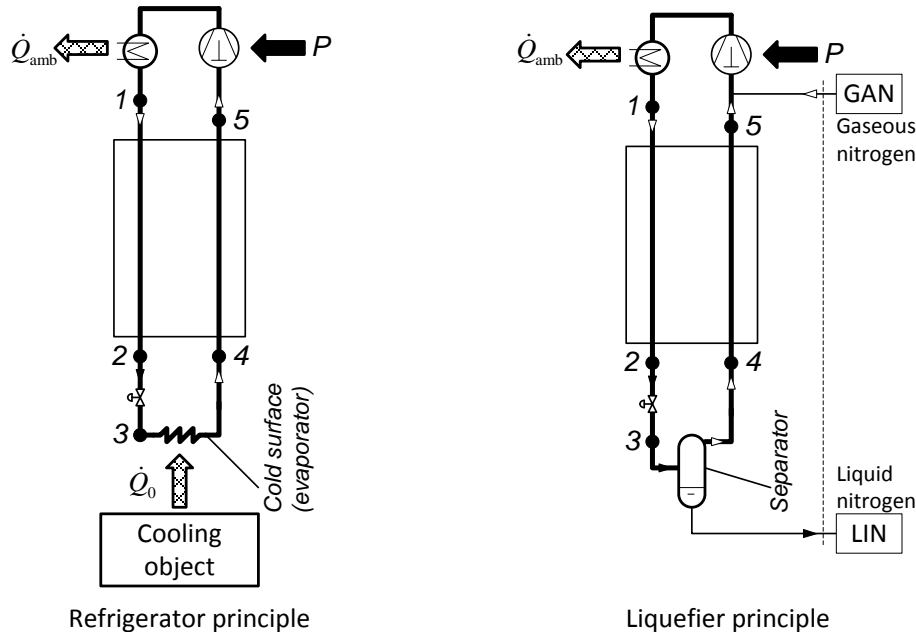 Q̇amb
P
1
5
2
4
3
Cold surface
(evaporator)
Q̇0
Cooling
object
Refrigerator principle
Q̇amb
P
GAN
Gaseous
nitrogen
1
5
2
4
3
Separator
Liquid
nitrogen
LIN
Liquefier principle